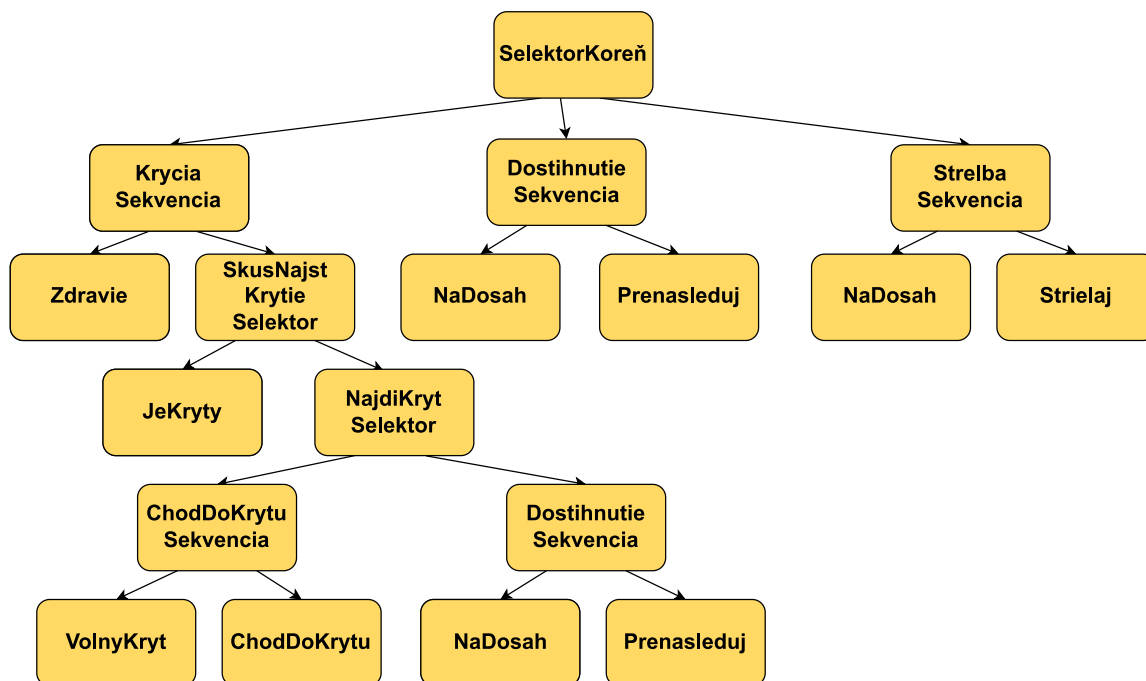 SelektorKoreň
Krycia
Sekvencia
Dostihnutie
Sekvencia
Strelba
Sekvencia
Zdravie
SkusNajst
Krytie
Selektor
NaDosah
Prenasleduj
NaDosah
Strielaj
JeKryty
NajdiKryt
Selektor
ChodDoKrytu
Sekvencia
Dostihnutie
Sekvencia
VolnyKryt
ChodDoKrytu
NaDosah
Prenasleduj